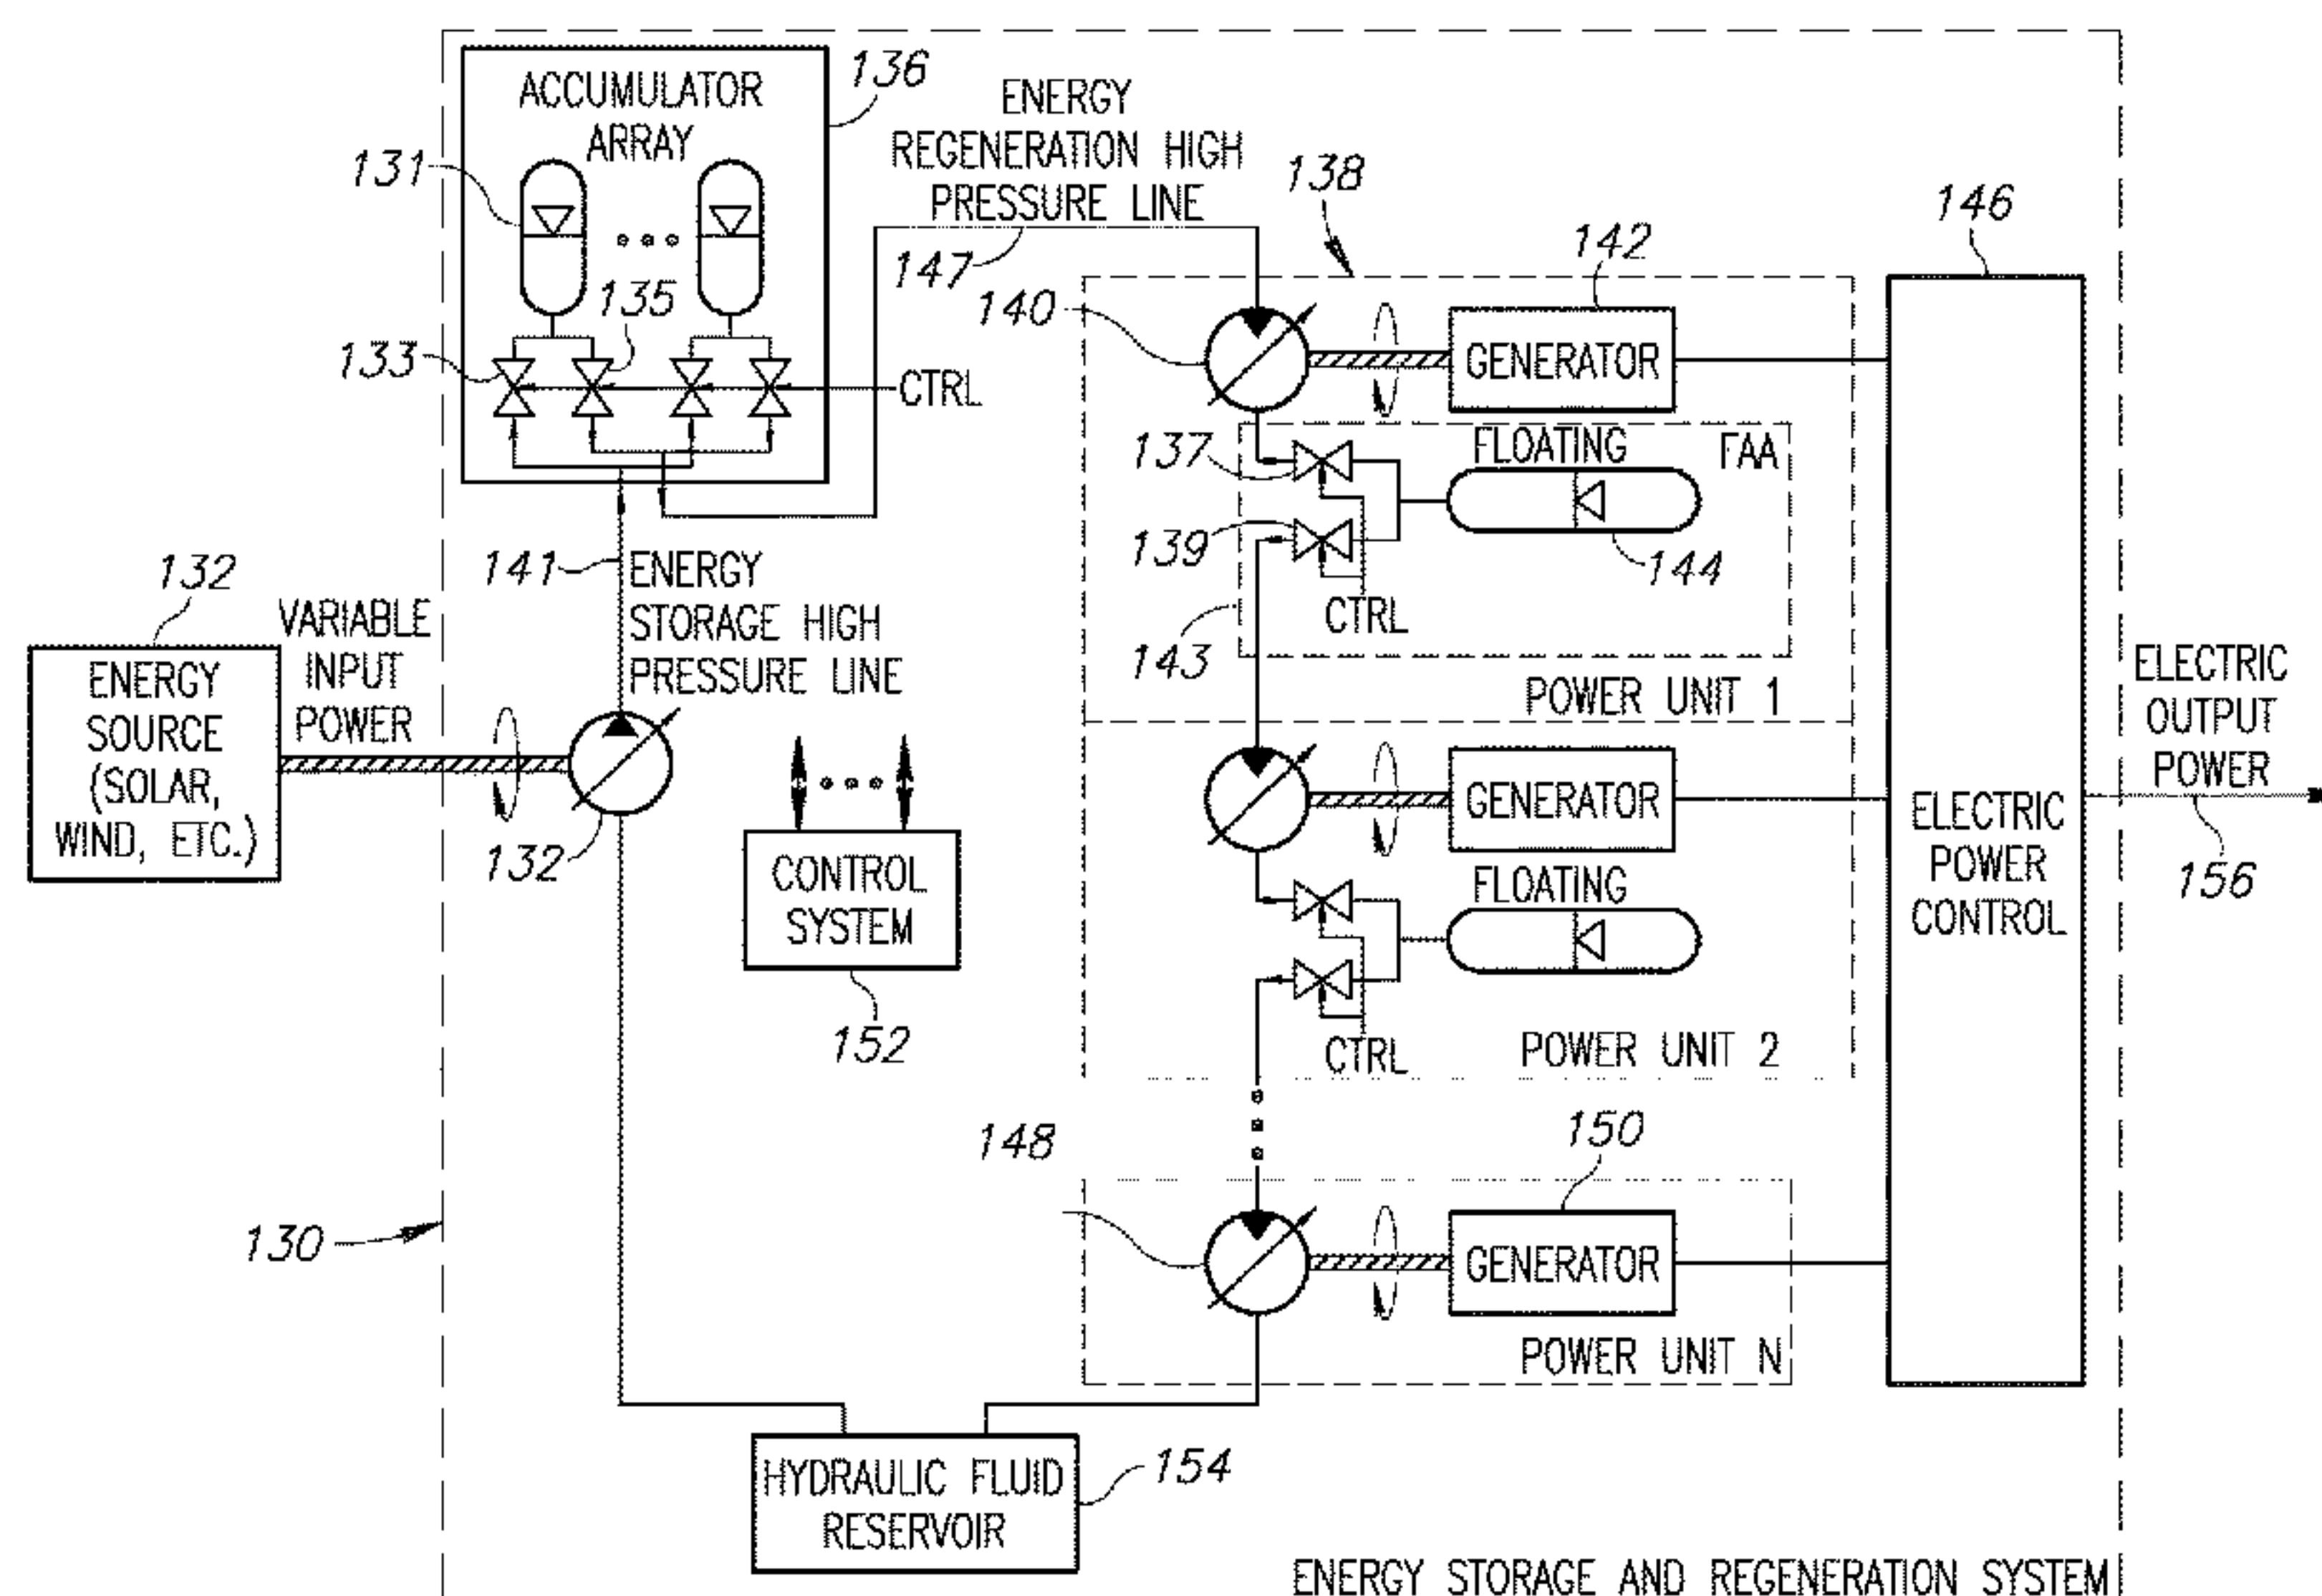 ACCUMULATOR
ARRAY
136
131
135
133
CTRL
ENERGY
REGENERATION HIGH
PRESSURE LINE
147
138
140
142
GENERATOR
146
137
139
FLOATING
FAA
144
CTRL
143
POWER UNIT 1
132
ENERGY
SOURCE
(SOLAR,
WIND, ETC.)
VARIABLE
INPUT
POWER
141
ENERGY
STORAGE HIGH
PRESSURE LINE
132
CONTROL
SYSTEM
152
GENERATOR
FLOATING
CTRL
POWER UNIT 2
ELECTRIC
POWER
CONTROL
ELECTRIC
OUTPUT
POWER
156
148
150
GENERATOR
POWER UNIT N
130
HYDRAULIC FLUID
RESERVOIR
154
ENERGY STORAGE AND REGENERATION SYSTEM